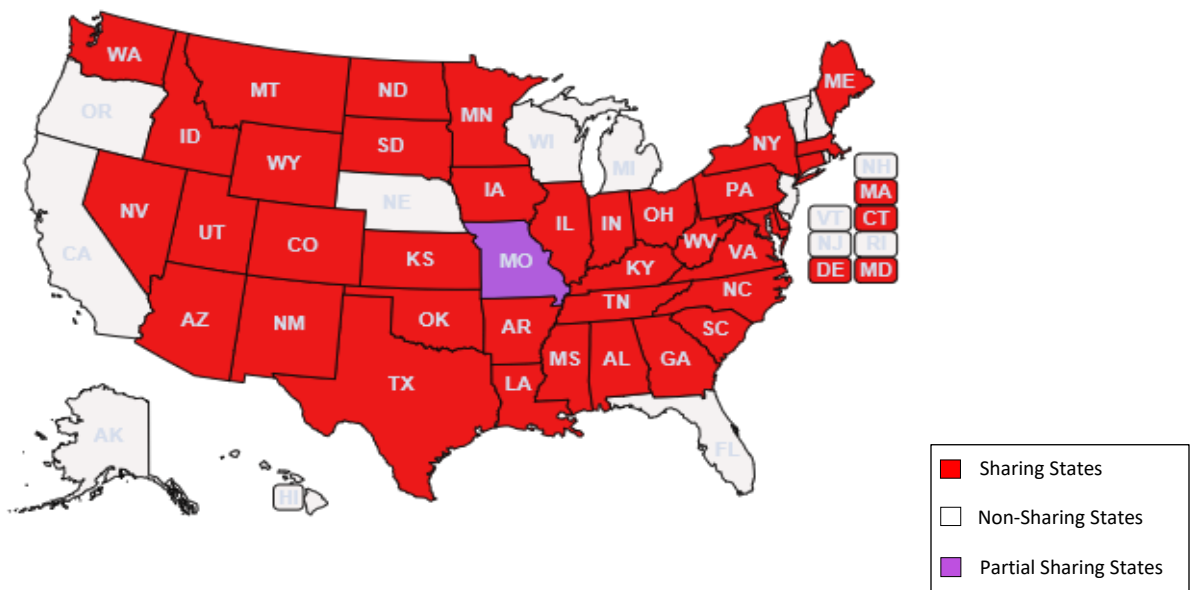 WA
MT
ND
MN
ME
OR
ID
WY
SD
WI
MI
NY
NH
MA
NV
UT
CO
NE
IA
IL
IN
OH
PA
VT
CT
NJ
RI
CA
KS
MO
KY
WV
VA
DE
MD
AZ
NM
OK
AR
TN
NC
SC
TX
LA
MS
AL
GA
AK
HI
FL
Sharing States
Non-Sharing States
Partial Sharing States